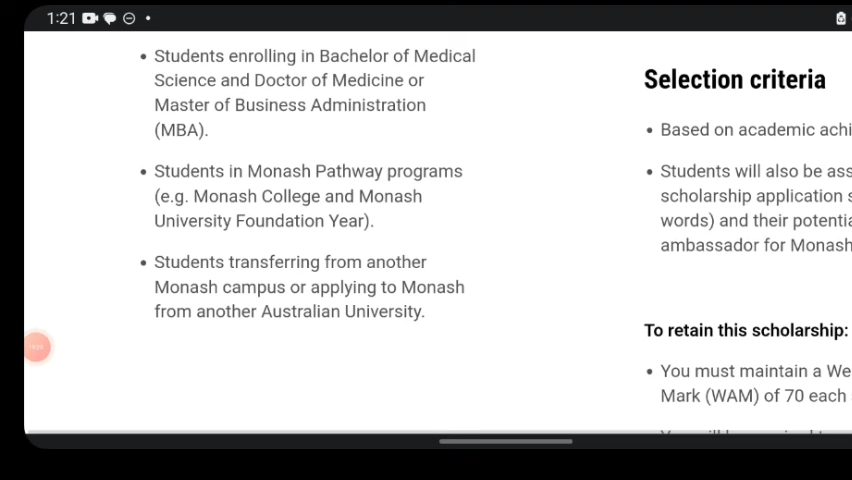 1:21
• Students enrolling in Bachelor of Medical
Science and Doctor of Medicine or
Master of Business Administration
(MBA).
• Students in Monash Pathway programs
(e.g. Monash College and Monash
University Foundation Year).
• Students transferring from another
Monash campus or applying to Monash
from another Australian University.
Selection criteria
• Based on academic achi
• Students will also be ass
scholarship application s
words) and their potentia
ambassador for Monash
To retain this scholarship:
• You must maintain a We
Mark (WAM) of 70 each